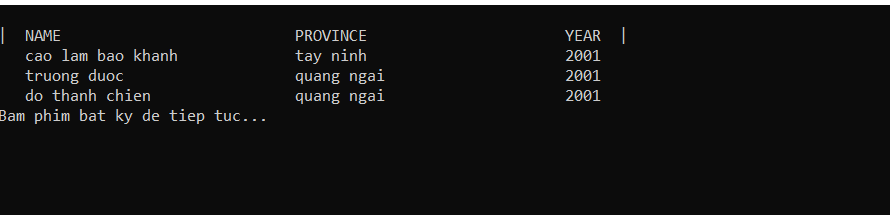 | NAME PROVINCE YEAR |
cao lam bao khanh tay ninh 2001
truong duoc quang ngai 2001
do thanh chien quang ngai 2001
Bam phim bat ky de tiep tuc...